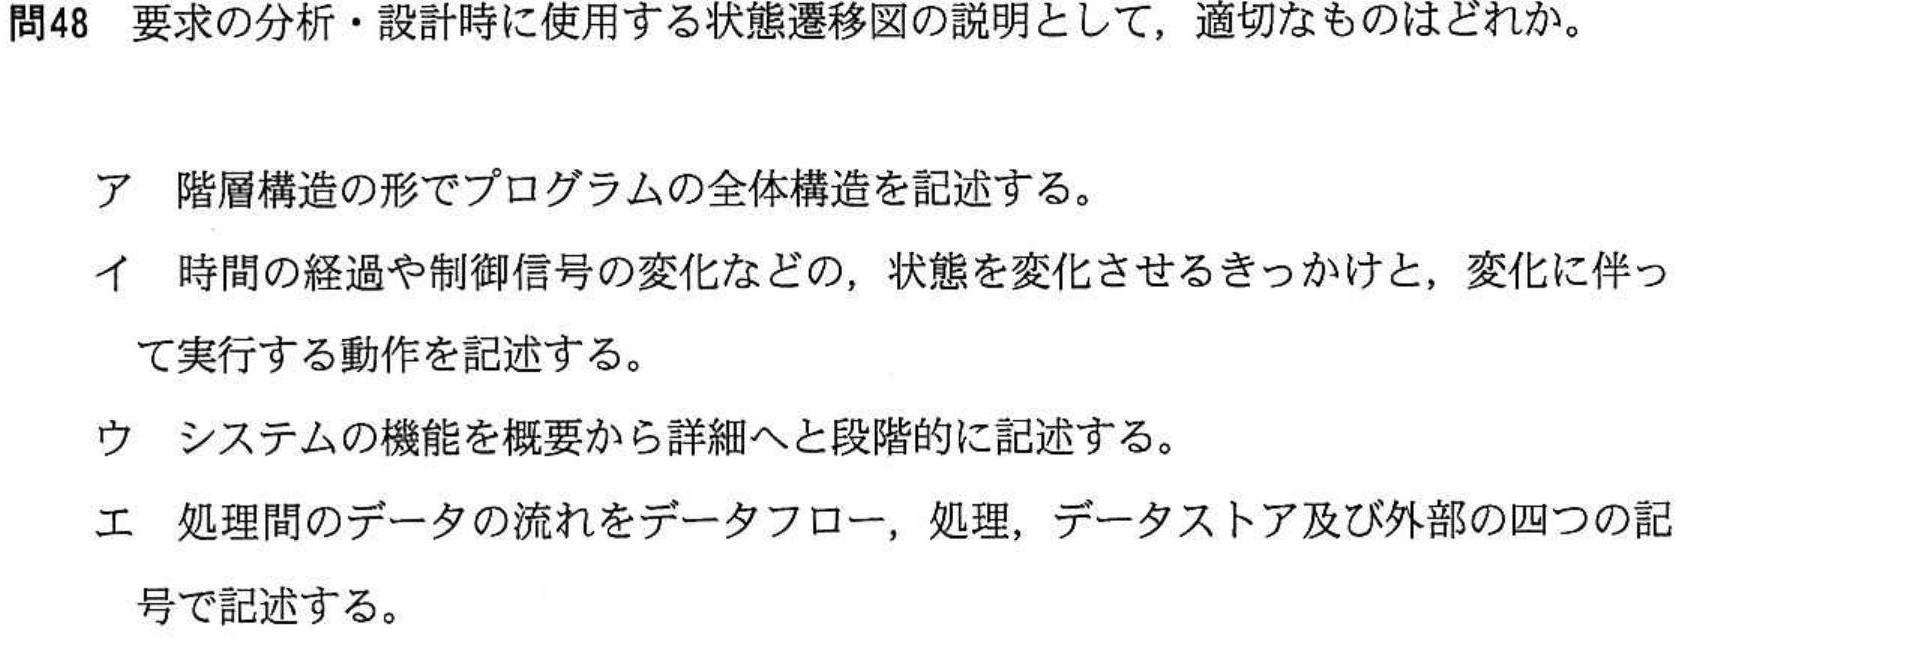 問48 要求の分析・設計時に使用する状態遷移図の説明として，適切なものはどれか。
ア 階層構造の形でプログラムの全体構造を記述する。
イ 時間の経過や制御信号の変化などの，状態を変化させるきっかけと，変化に伴っ
て実行する動作を記述する。
ウ システムの機能を概要から詳細へと段階的に記述する。
エ 処理間のデータの流れをデータフロー，処理，データストア及び外部の四つの記
号で記述する。